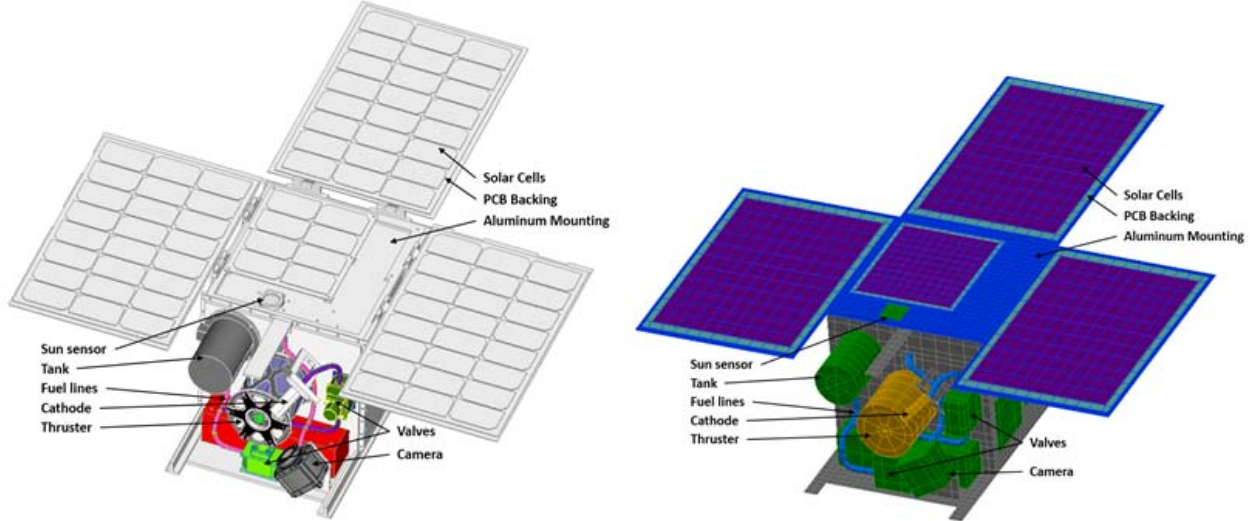 Solar Cells
PCB Backing
Aluminum Mounting
Sun sensor
Tank
Fuel lines
Cathode
Thruster
Valves
Camera
Solar Cells
PCB Backing
Aluminum Mounting
Sun sensor
Tank
Fuel lines
Cathode
Thruster
Valves
Camera